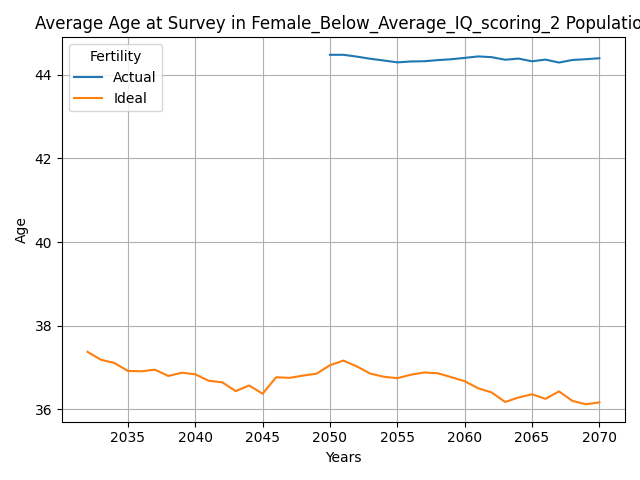 Average Age at Survey in Female_Below_Average_IQ_scoring_2 Populatio
Fertility
Actual
Ideal
44
42
40
38
36
Age
2035 2040 2045 2050 2055 2060 2065 2070
Years